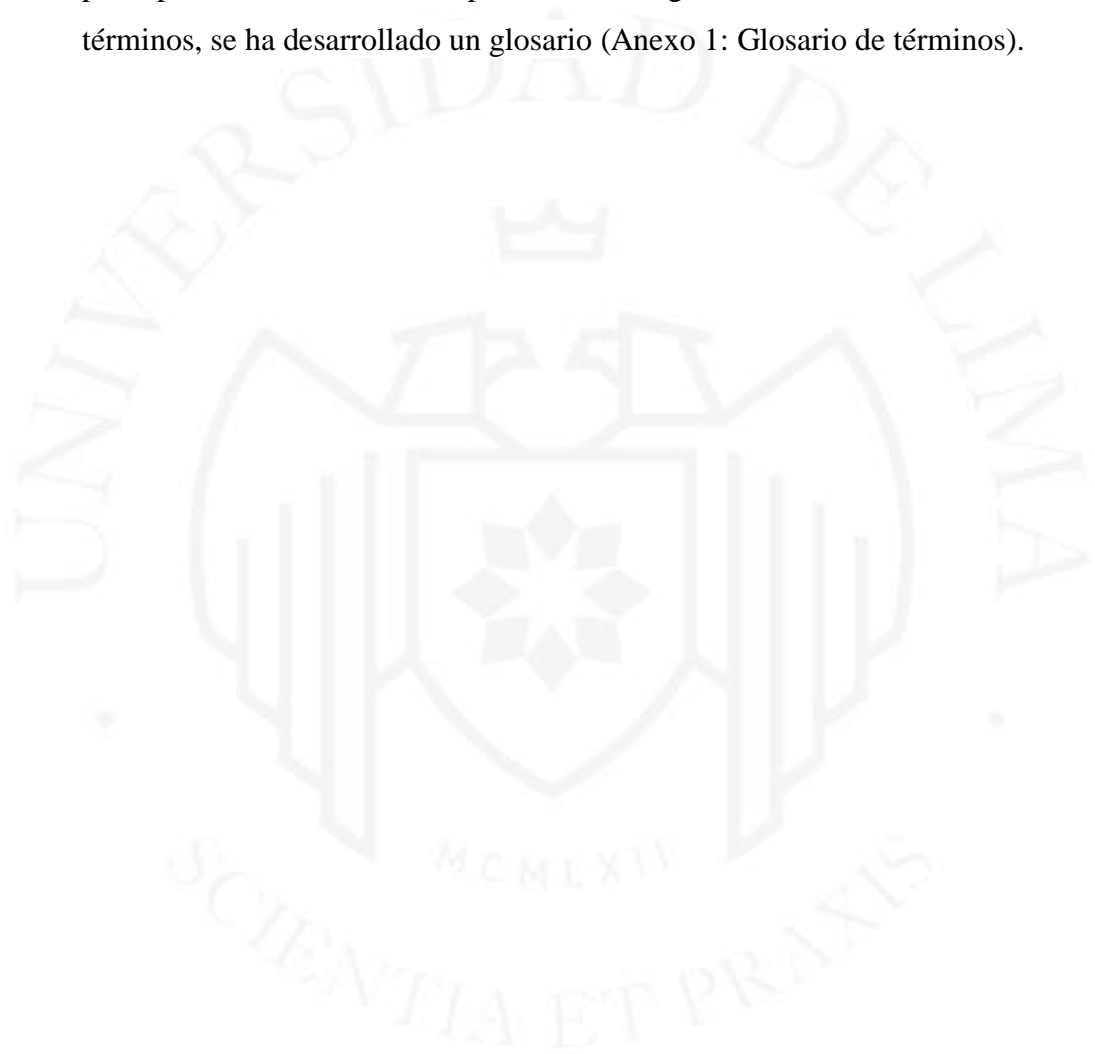 términos, se ha desarrollado un glosario (Anexo 1: Glosario de términos).
UNIVERSIDAD DE LIMA
MCMLXII
SCIENTIA ET PRAXIS